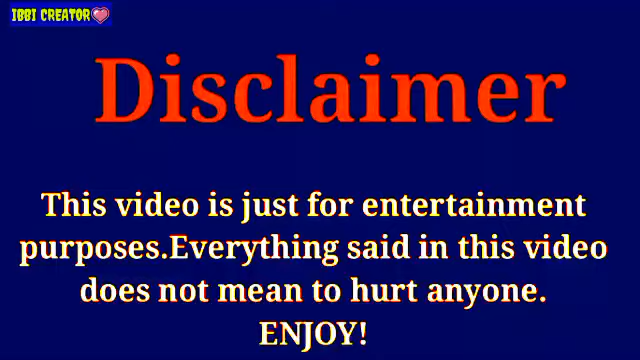 IBBI CREATOR💗
Disclaimer
This video is just for entertainment
purposes.Everything said in this video
does not mean to hurt anyone.
ENJOY!